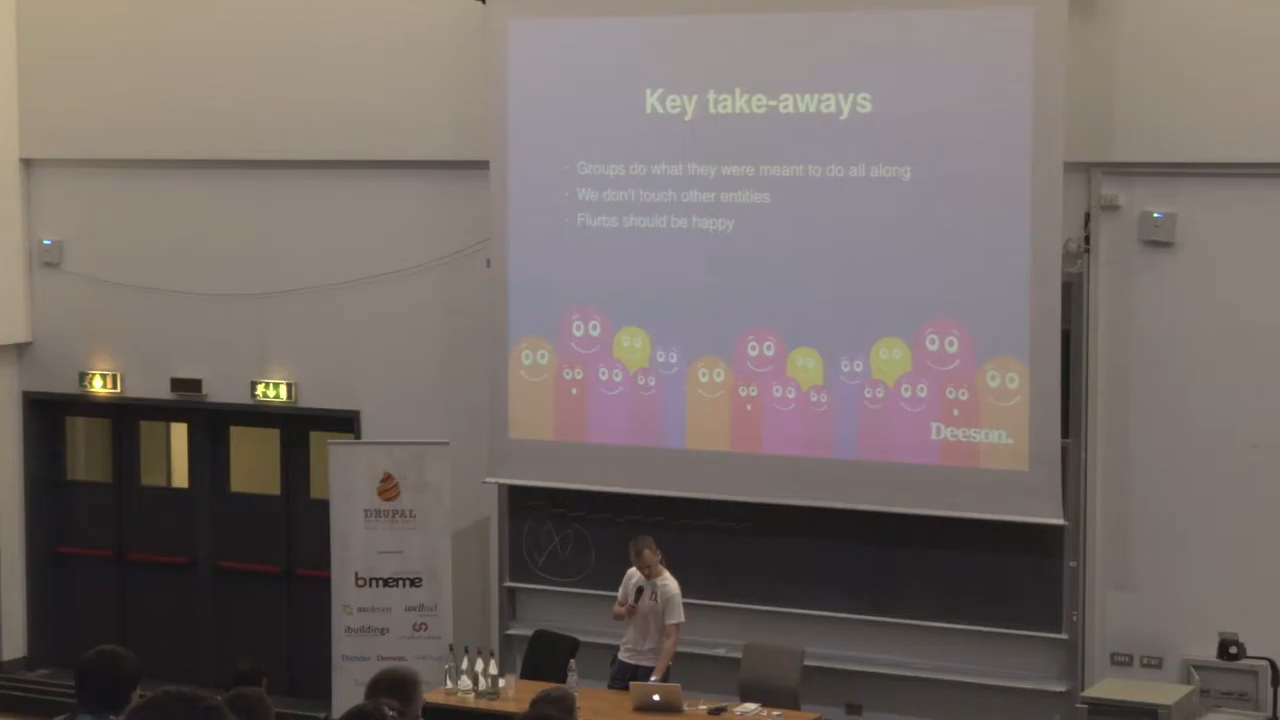 Key take-aways
· Groups do what they were meant to do all along
· We don't touch other entities
· Flurbs should be happy
Deeson.
DRUPAL
bmeme
wellnet
ibuildings
Deeson.